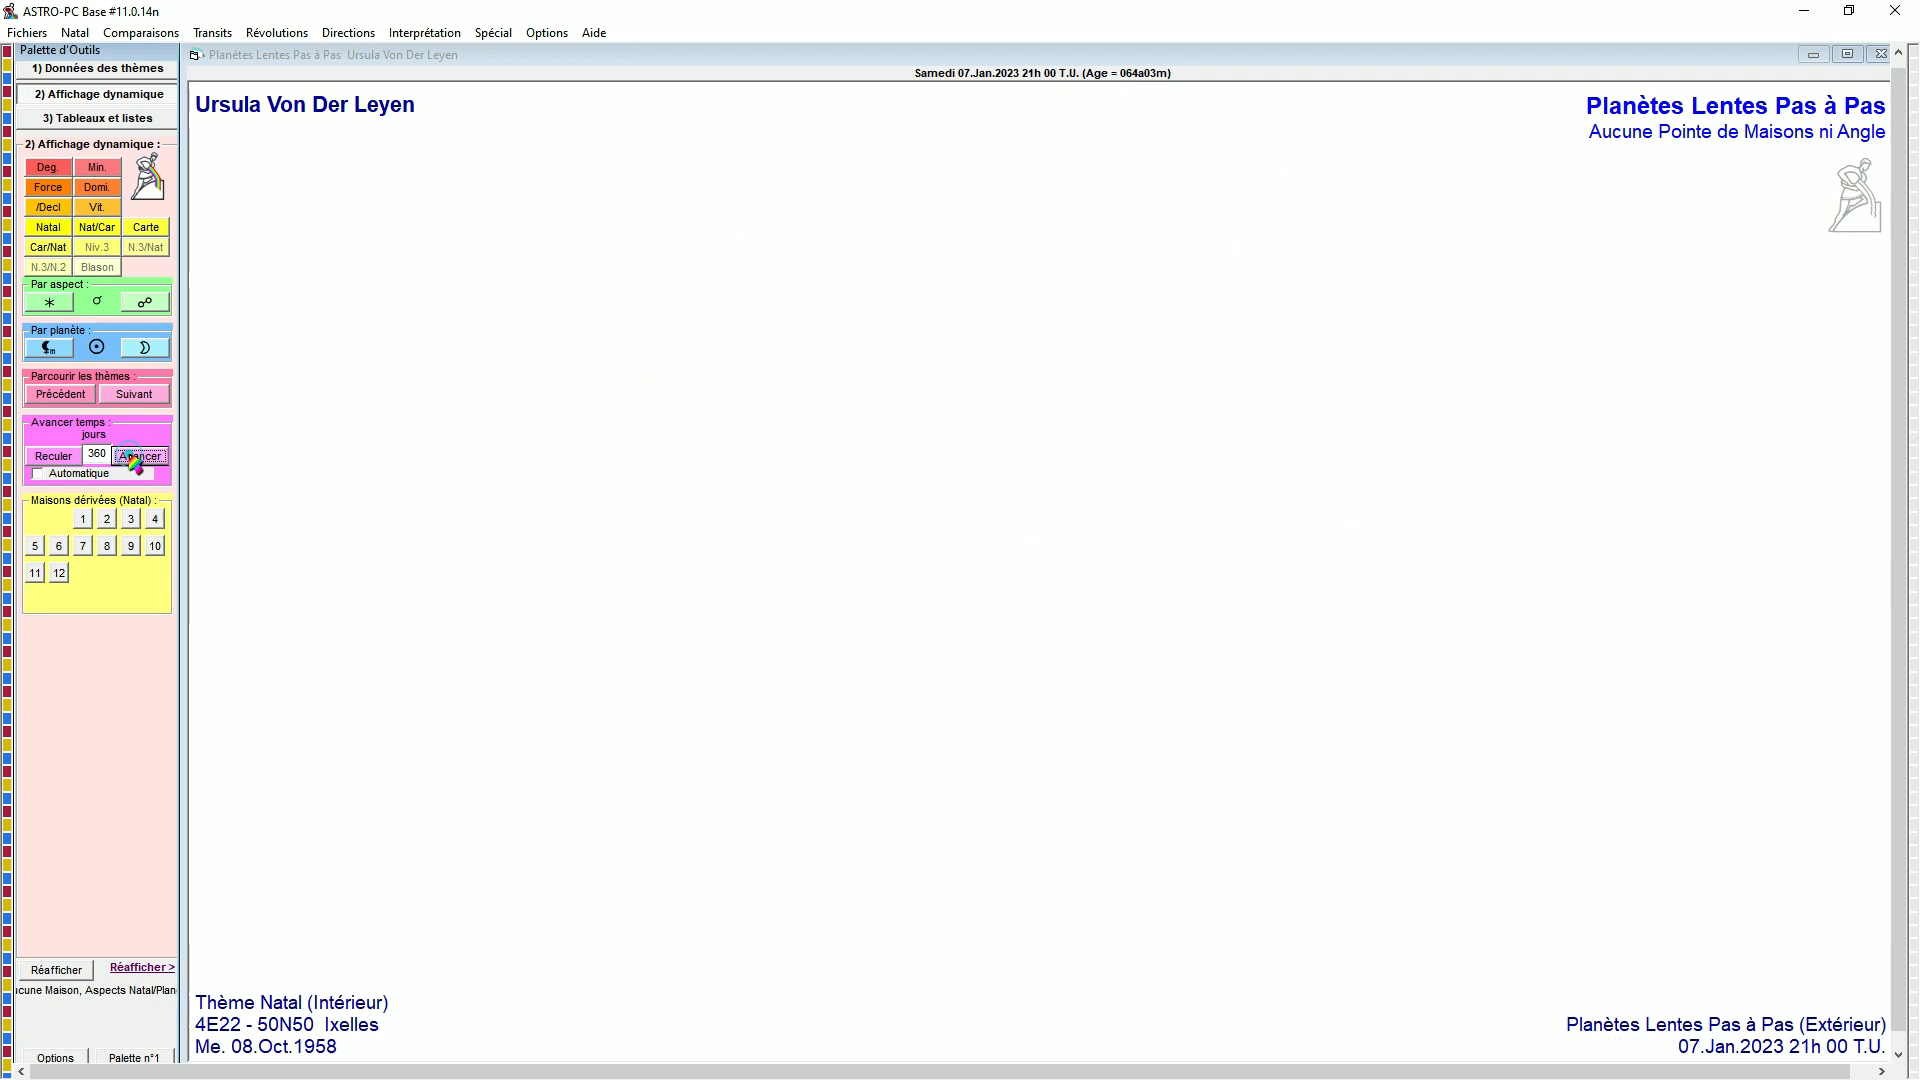 ASTRO-PC Base #11.0.14n
Fichiers Natal Comparaisons Transits Révolutions Directions Interprétation Spécial Options Aide
Palette d'Outils
Planètes Lentes Pas à Pas Ursula Von Der Leyen
1) Données des thèmes
Samedi 07.Jan.2023 21h 00 T.U. (Age = 064a03m)
2) Affichage dynamique
Ursula Von Der Leyen
Planètes Lentes Pas à Pas
3) Tableaux et listes
Aucune Pointe de Maisons ni Angle
2) Affichage dynamique :
Deg. Min.
Force Domi.
/Decl Vit.
Natal Nat/Car Carte
Car/Nat Niv.3 N.3/Nat
N.3/N.2 Blason
Par aspect :
Par planète :
Parcourir les thèmes :
Précédent Suivant
Avancer temps :
jours
Reculer 360 Avancer
Automatique
Maisons dérivées (Natal) :
1 2 3 4
5 6 7 8 9 10
11 12
Réafficher Réafficher >
ucune Maison, Aspects Natal/Plan
Thème Natal (Intérieur)
4E22 - 50N50 Ixelles
Planètes Lentes Pas à Pas (Extérieur)
Me. 08.Oct.1958
07.Jan.2023 21h 00 T.U.
Options Palette n°1